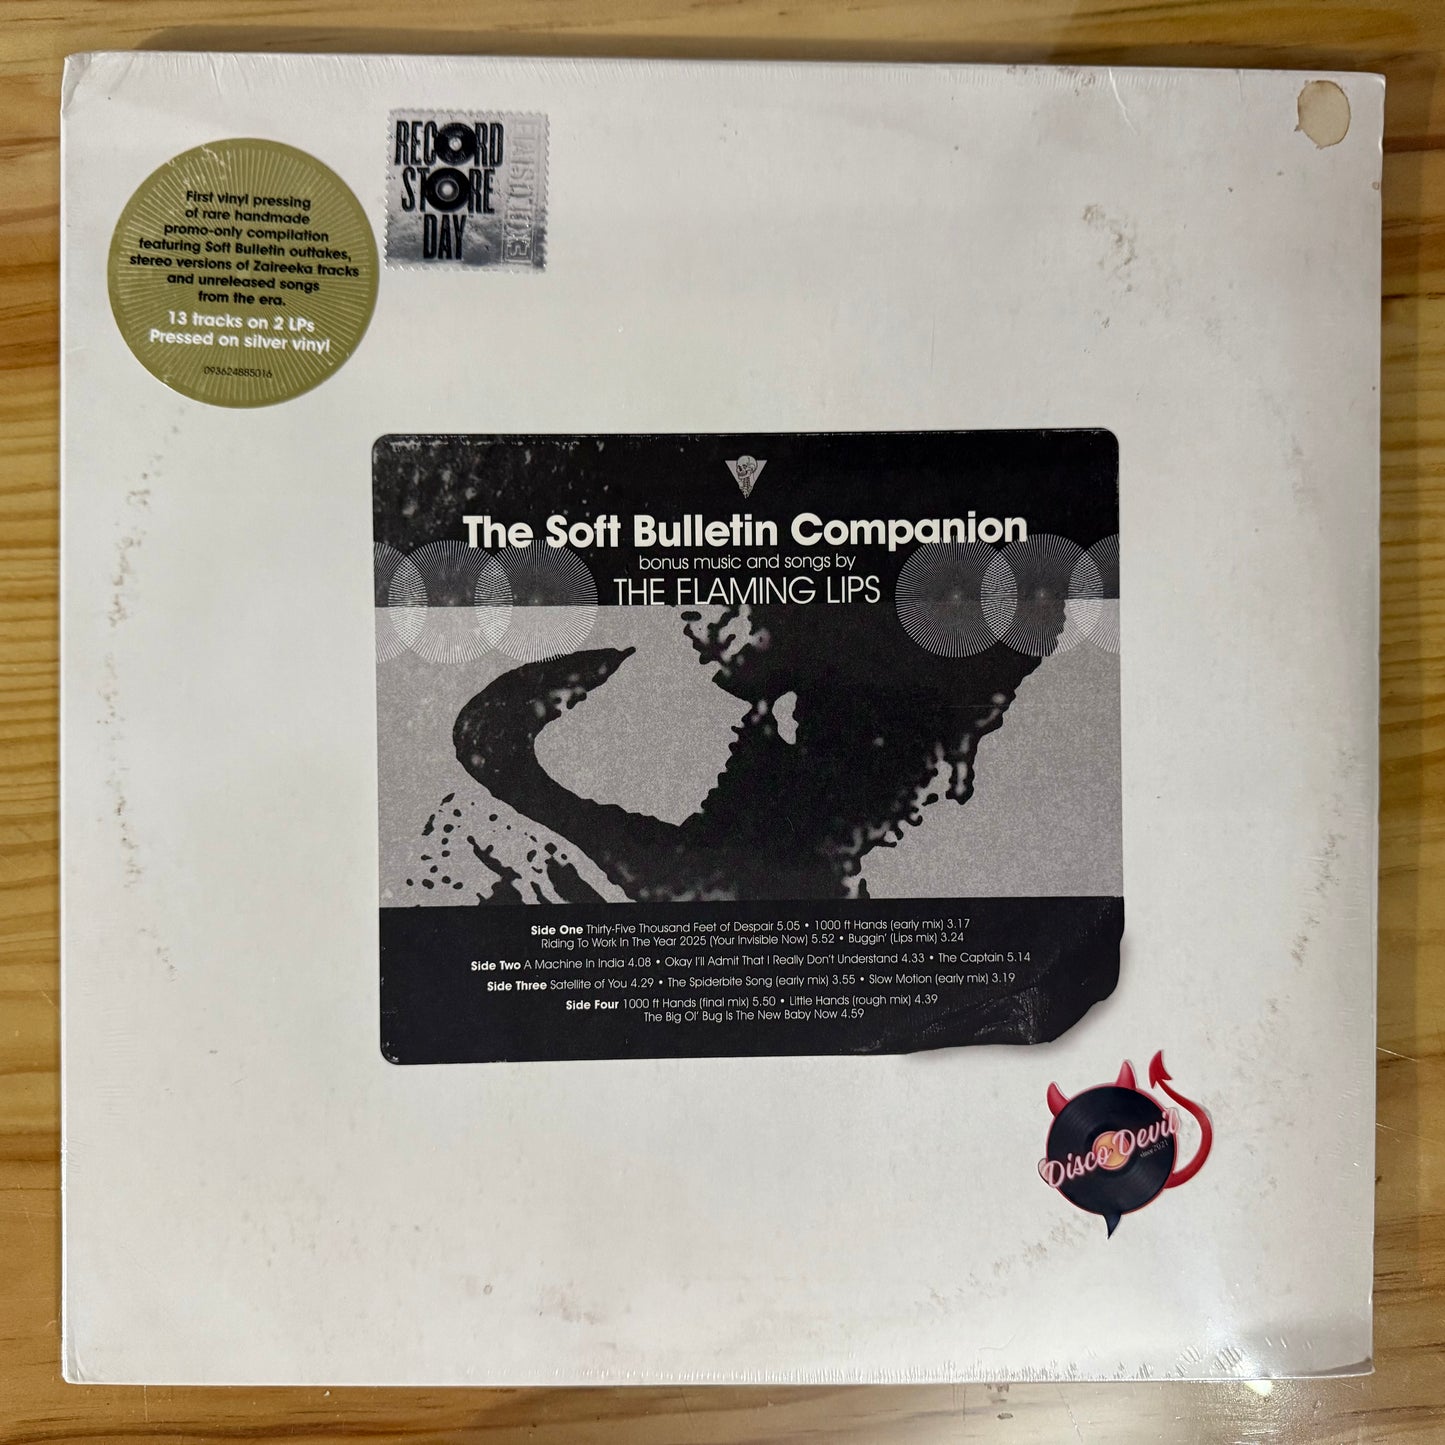 RECORD
STORE
DAY
First vinyl pressing
of rare handmade
promo-only compilation
featuring Soft Bulletin outtakes,
stereo versions of Zaireeka tracks
and unreleased songs
from the era.
13 tracks on 2 LPs
Pressed on silver vinyl
093624885016
The Soft Bulletin Companion
bonus music and songs by
THE FLAMING LIPS
Side One Thirty-Five Thousand Feet of Despair 5.05 • 1000 ft Hands (early mix) 3.17
Riding To Work In The Year 2025 (Your Invisible Now) 5.52 • Buggin' (Lips mix) 3.24
Side Two A Machine In India 4.08 • Okay I'll Admit That I Really Don't Understand 4.33 • The Captain 5.14
Side Three Satellite of You 4.29 • The Spiderbite Song (early mix) 3.55 • Slow Motion (early mix) 3.19
Side Four 1000 ft Hands (final mix) 5.50 • Little Hands (rough mix) 4.39
The Big Ol' Bug Is The New Baby Now 4.59
Disco Devil
since 2021